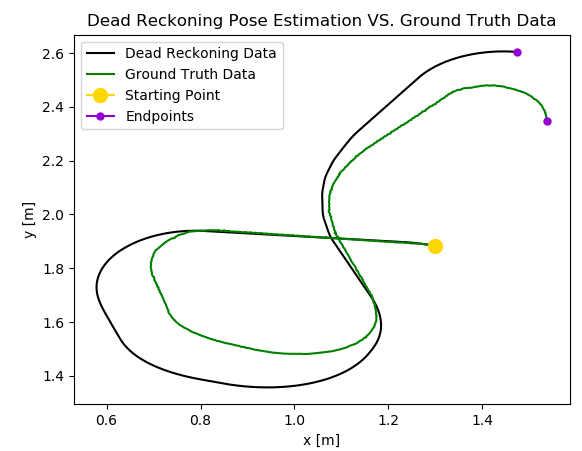 Dead Reckoning Pose Estimation VS. Ground Truth Data
Dead Reckoning Data
Ground Truth Data
Starting Point
Endpoints
2.6
2.4
2.2
2.0
1.8
1.6
1.4
y [m]
0.6 0.8 1.0 1.2 1.4
x [m]